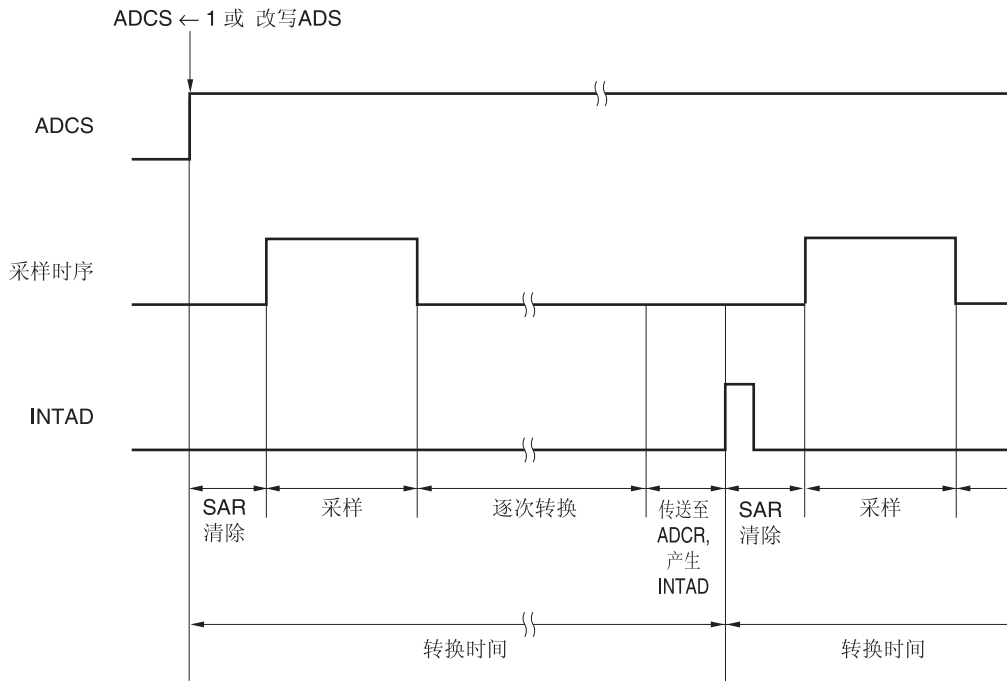 ADCS ← 1 或 改写ADS
ADCS
采样时序
INTAD
SAR
清除
采样
逐次转换
传送至
ADCR,
产生
INTAD
SAR
清除
采样
转换时间
转换时间